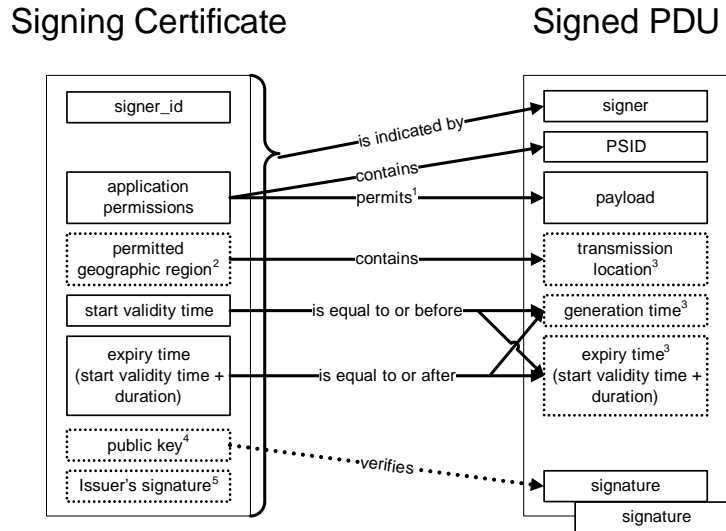 Signing Certificate
Signed PDU
signer_id
is indicated by
signer
contains
PSID
application
permissions
permits¹
payload
permitted
geographic region²
contains
transmission
location³
start validity time
is equal to or before
generation time³
expiry time
(start validity time +
duration)
is equal to or after
expiry time³
(start validity time +
duration)
public key⁴
verifies
Issuer's signature⁵
signature
signature